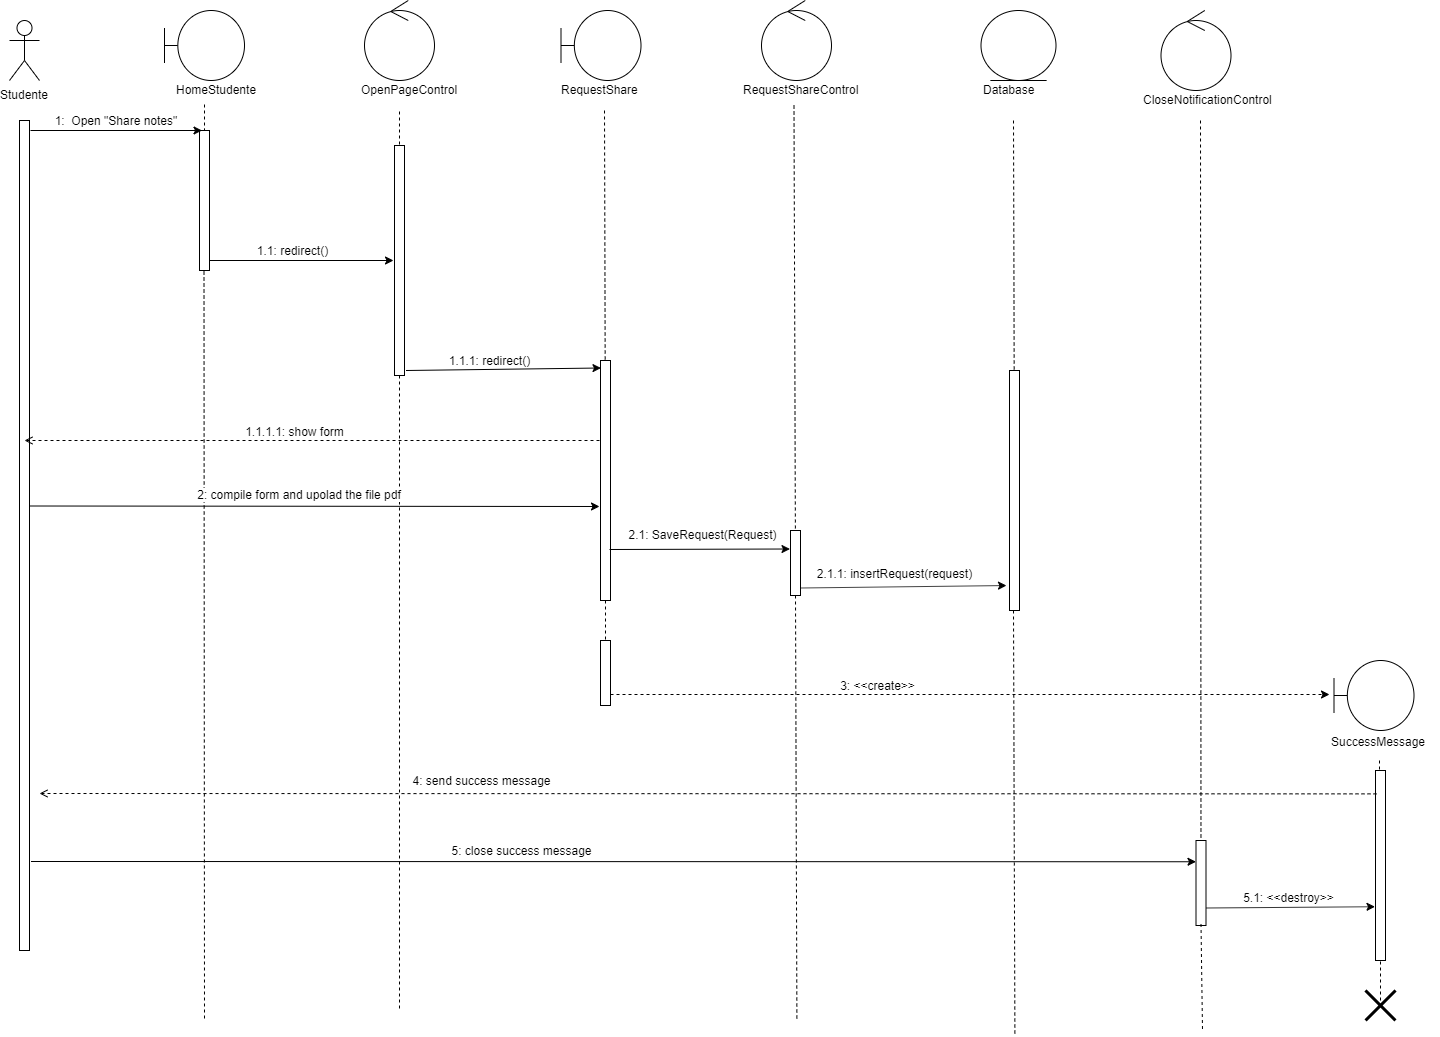 Studente
HomeStudente
OpenPageControl
RequestShare
RequestShareControl
Database
CloseNotificationControl
1:  Open "Share notes"
1.1: redirect()
1.1.1: redirect()
1.1.1.1: show form
2: compile form and upolad the file pdf
2.1: SaveRequest(Request)
2.1.1: insertRequest(request)
3: <<create>>
SuccessMessage
4: send success message
5: close success message
5.1: <<destroy>>